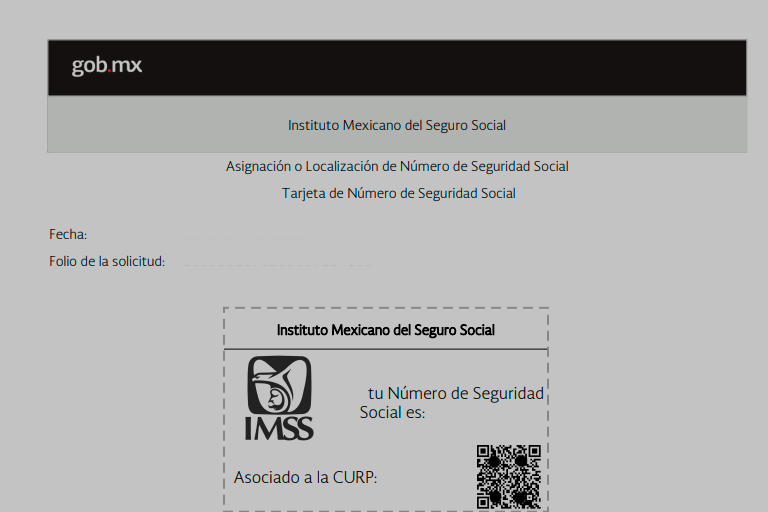 gob.mx
Instituto Mexicano del Seguro Social
Asignación o Localización de Número de Seguridad Social
Tarjeta de Número de Seguridad Social
Fecha:
Folio de la solicitud:
Instituto Mexicano del Seguro Social
tu Número de Seguridad
Social es:
IMSS
Asociado a la CURP: